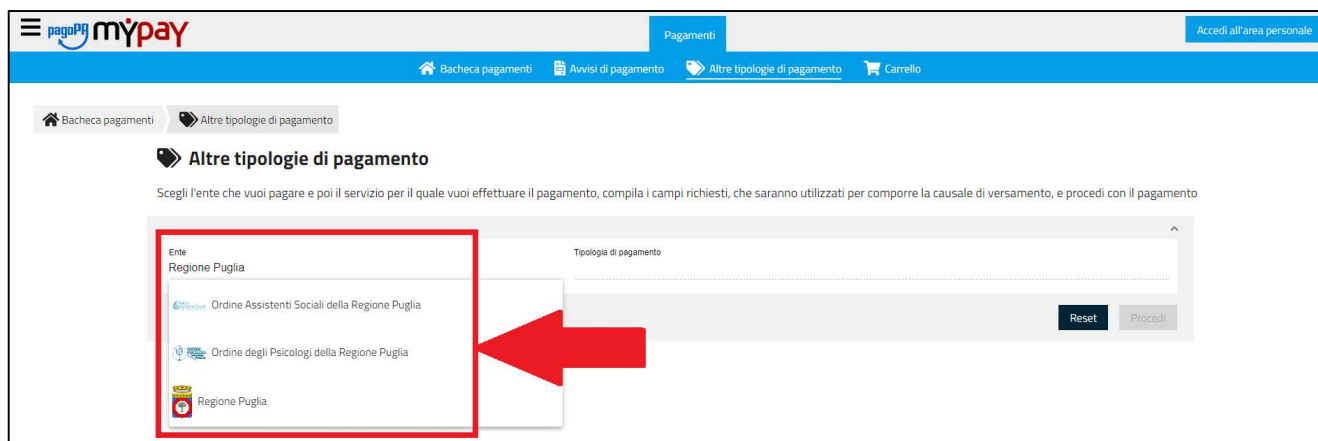 pagoPA mypay
Pagamenti
Accedi all'area personale
Bacheca pagamenti Avvisi di pagamento Altre tipologie di pagamento Carrello
Bacheca pagamenti Altre tipologie di pagamento
Altre tipologie di pagamento
Scegli l'ente che vuoi pagare e poi il servizio per il quale vuoi effettuare il pagamento, compila i campi richiesti, che saranno utilizzati per comporre la causale di versamento, e procedi con il pagamento
Ente
Regione Puglia
Tipologia di pagamento
Ordine Assistenti Sociali della Regione Puglia
Ordine degli Psicologi della Regione Puglia
Regione Puglia
Reset Procedi